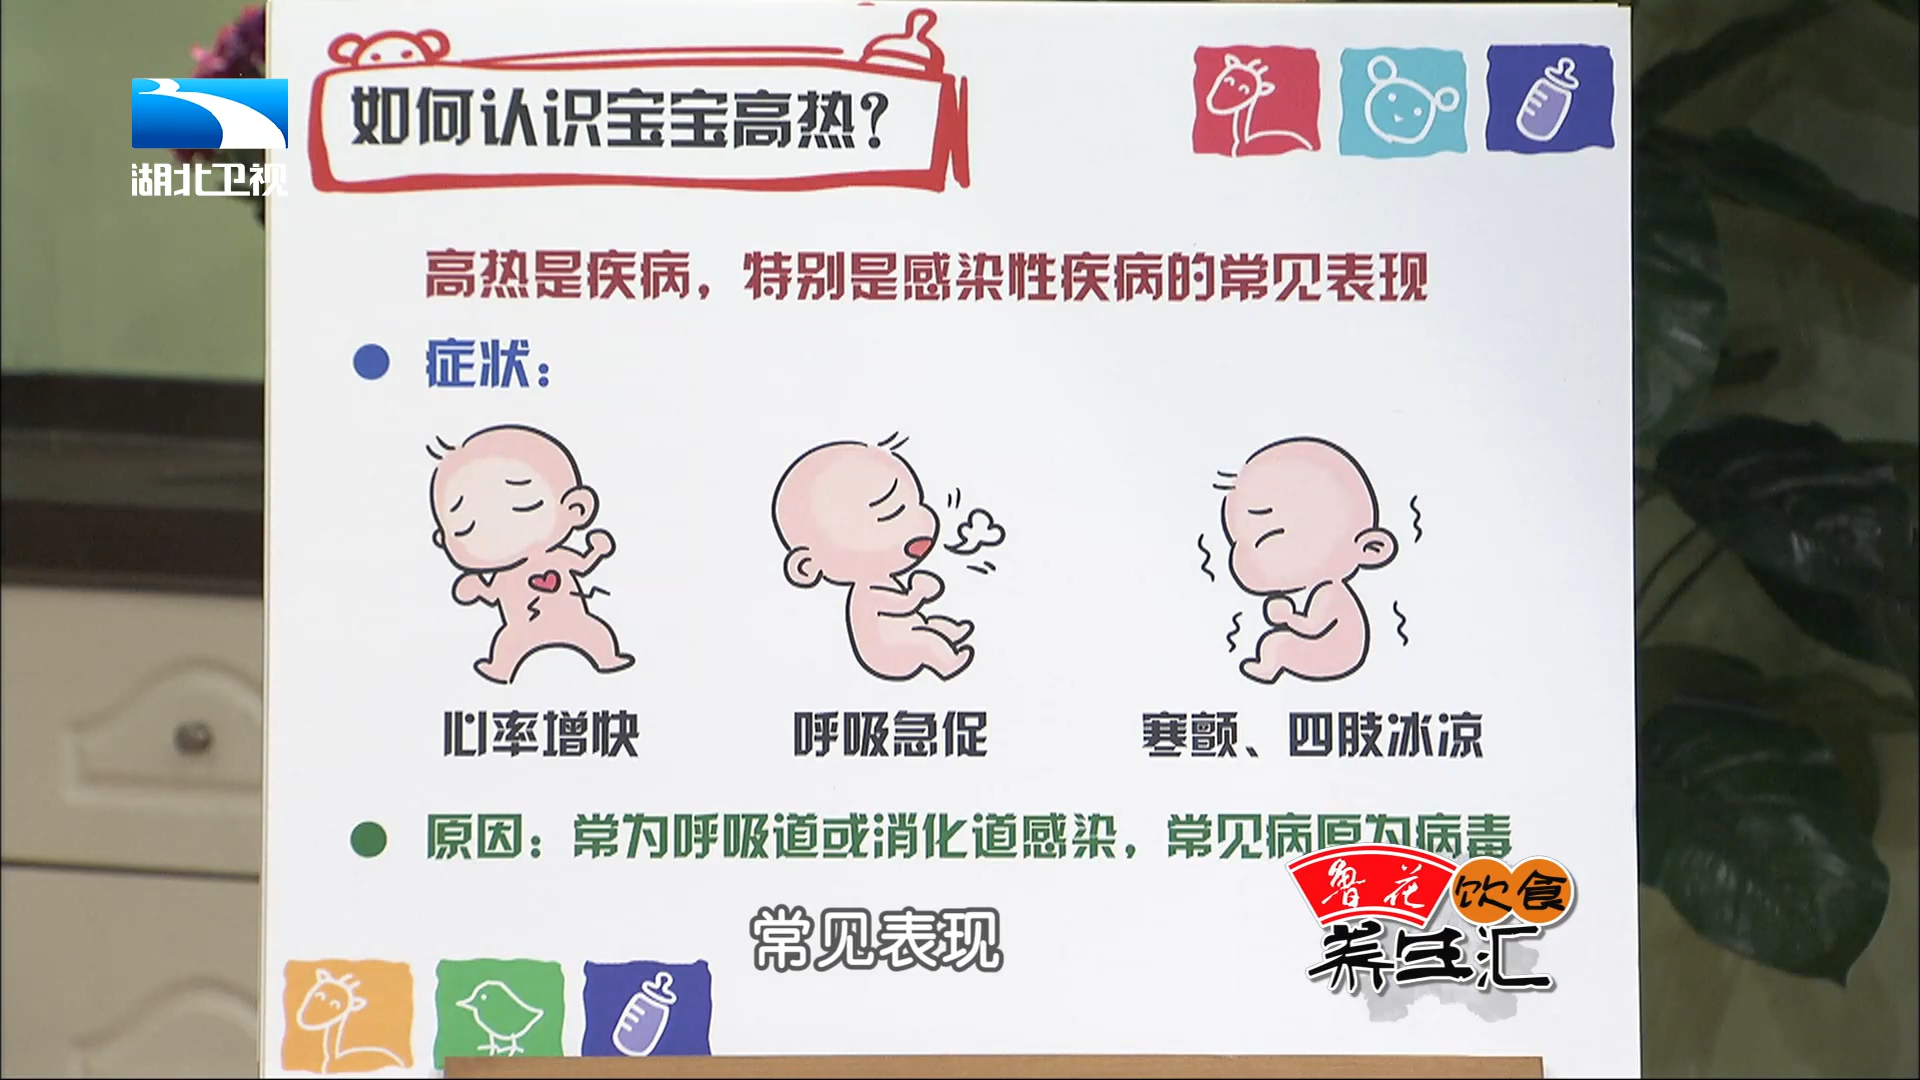 如何认识宝宝高热？
湖北卫视
高热是疾病，特别是感染性疾病的常见表现
症状：
心率增快
呼吸急促
寒颤、四肢冰凉
原因：常为呼吸道或消化道感染，常见病原为病毒
鲁花
饮食
养生汇
常见表现